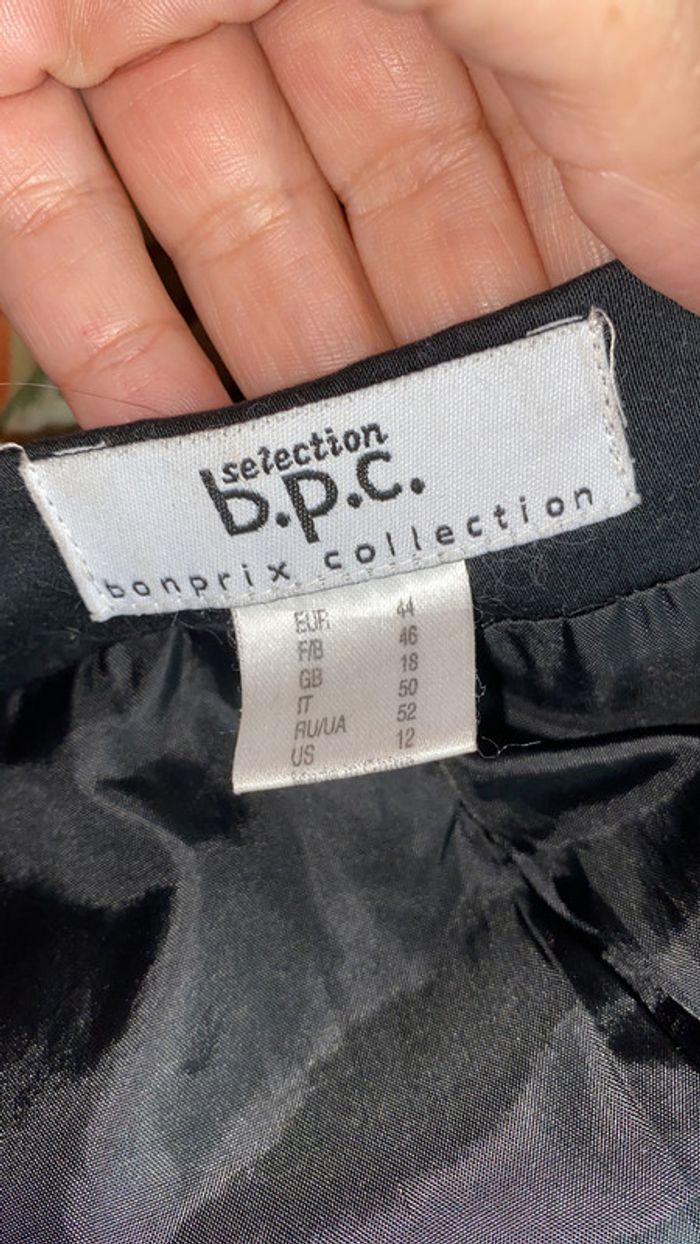 selection
b.p.c.
bonprix collection
EUR 44
F/B 46
GB 18
IT 50
RU/UA 52
US 12